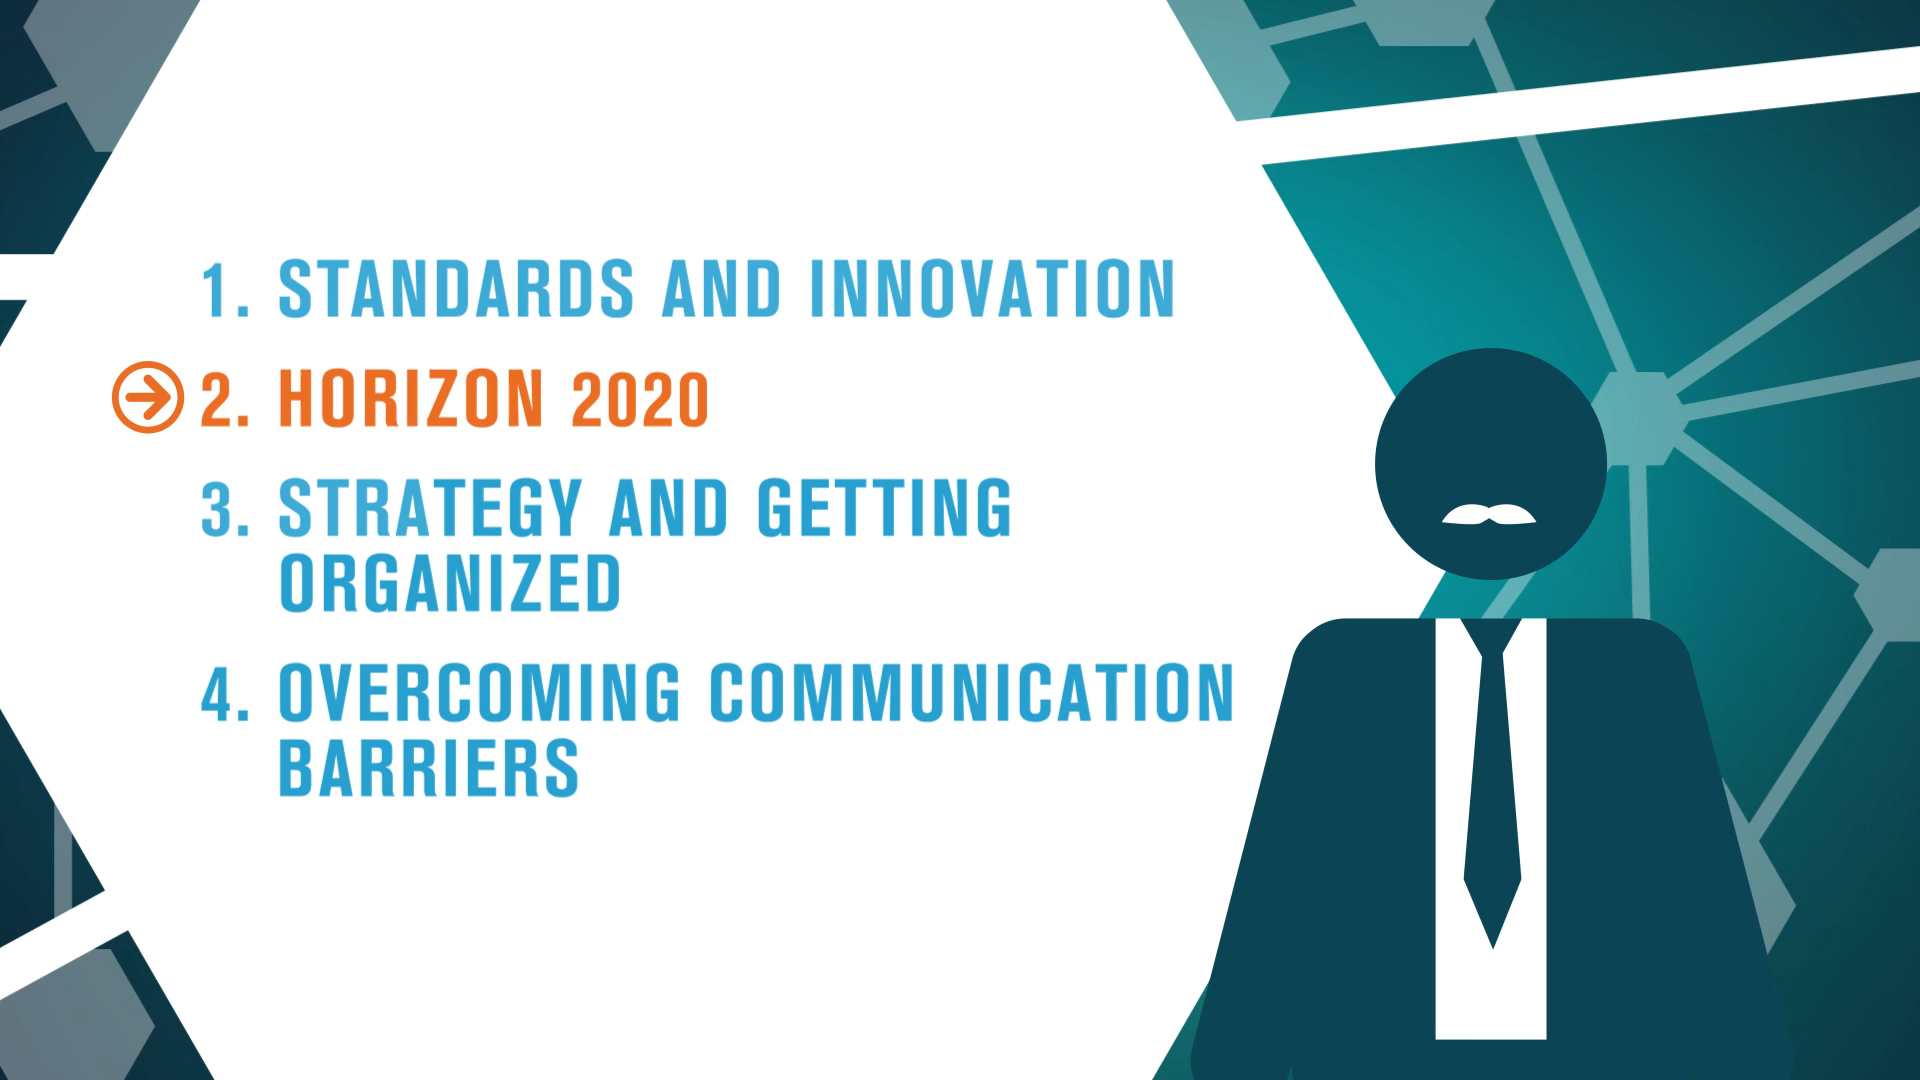 1. STANDARDS AND INNOVATION
2. HORIZON 2020
3. STRATEGY AND GETTING
ORGANIZED
4. OVERCOMING COMMUNICATION
BARRIERS